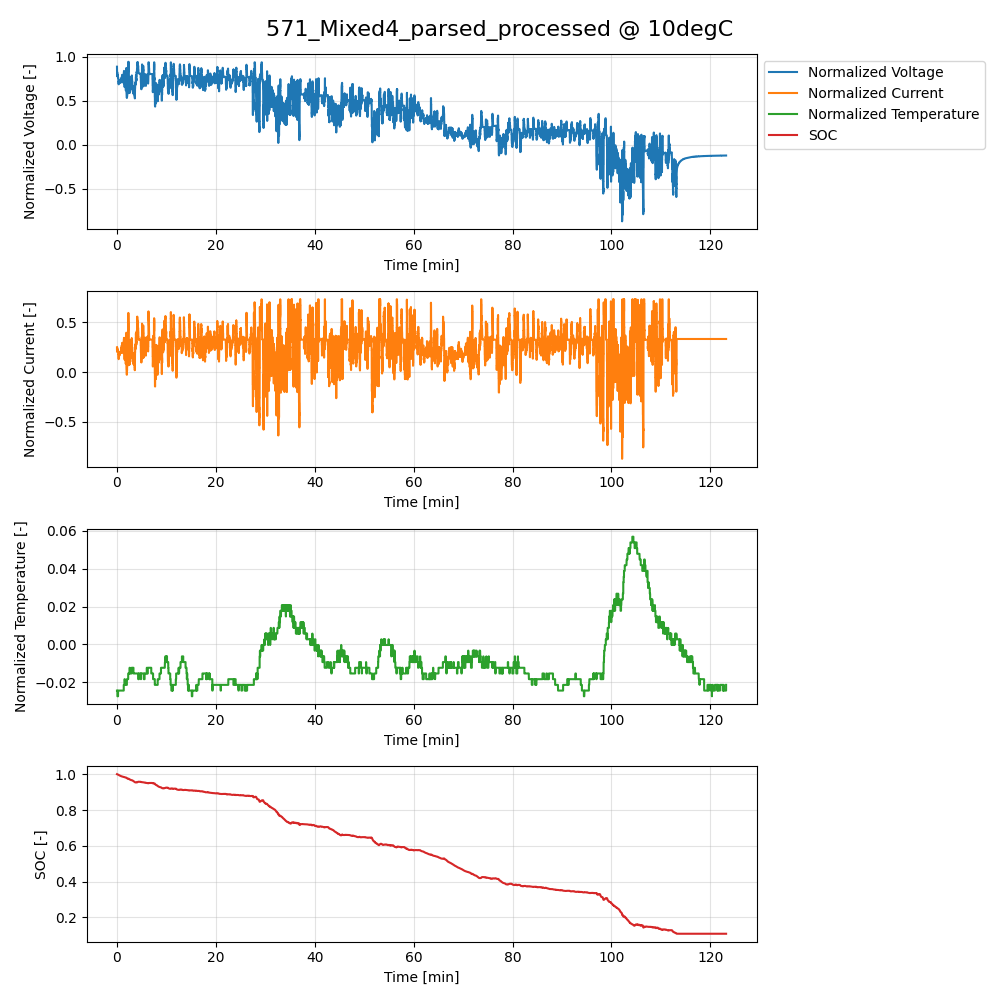 571_Mixed4_parsed_processed @ 10degC
Normalized Voltage [-]
1.0
0.5
0.0
−0.5
0 20 40 60 80 100 120
Time [min]
Normalized Voltage
Normalized Current
Normalized Temperature
SOC
Normalized Current [-]
0.5
0.0
−0.5
0 20 40 60 80 100 120
Time [min]
Normalized Temperature [-]
0.06
0.04
0.02
0.00
−0.02
0 20 40 60 80 100 120
Time [min]
SOC [-]
1.0
0.8
0.6
0.4
0.2
0 20 40 60 80 100 120
Time [min]